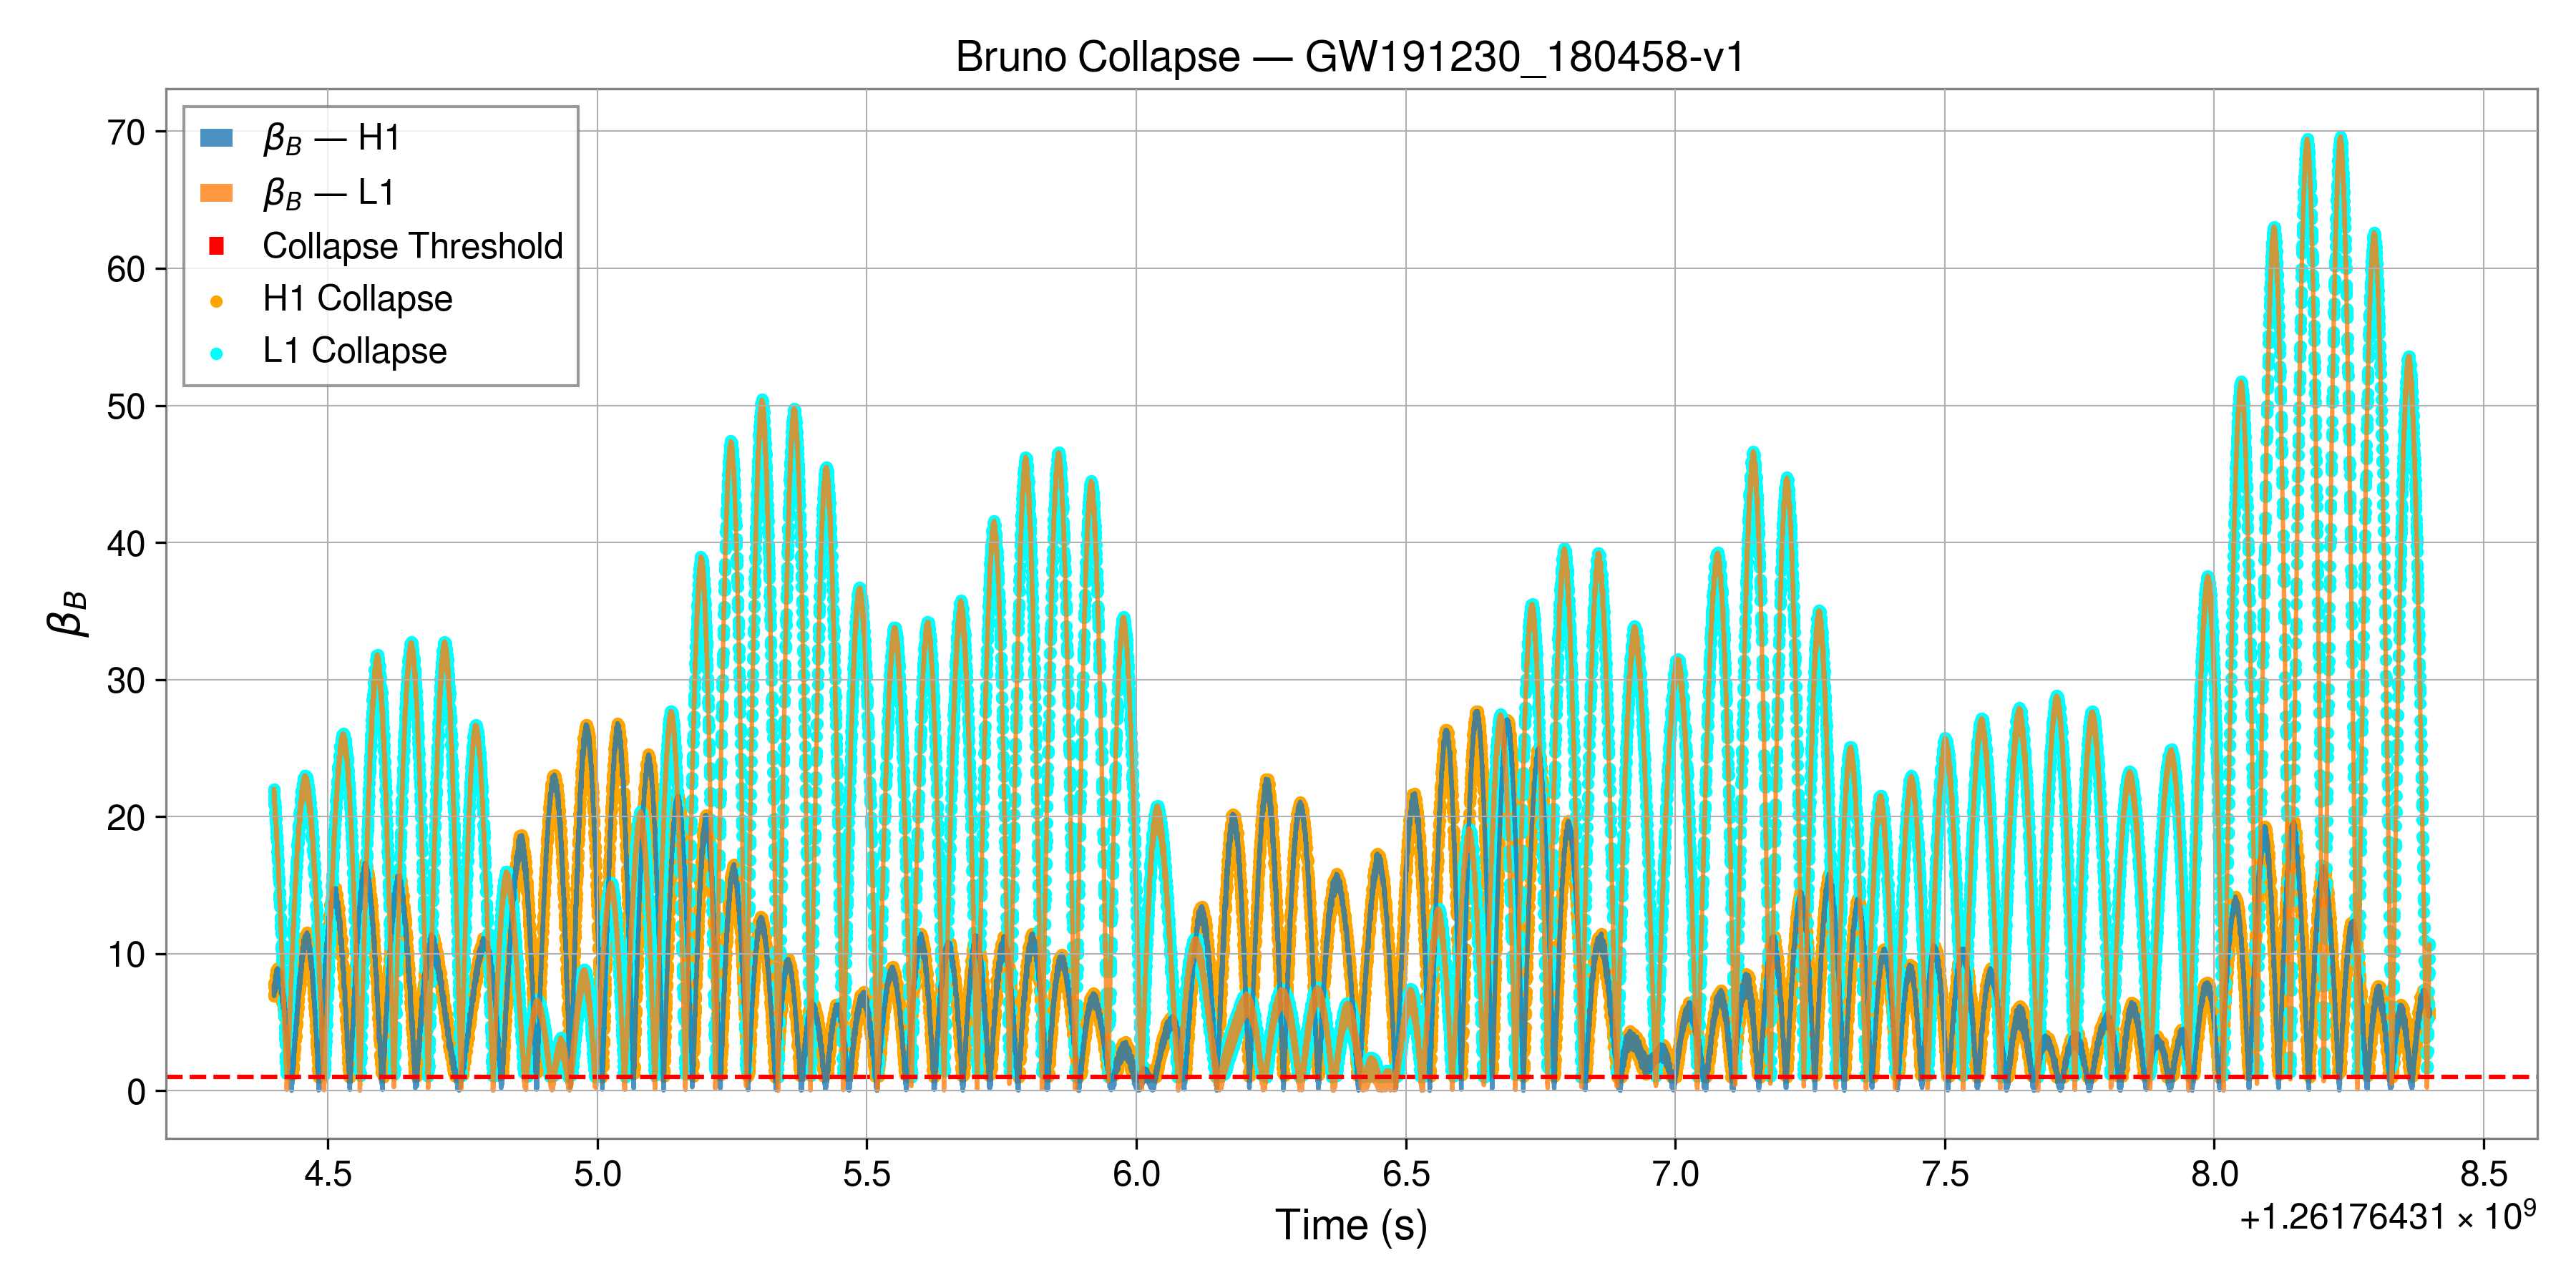 Bruno Collapse — GW191230_180458-v1
β_B — H1
β_B — L1
Collapse Threshold
H1 Collapse
L1 Collapse
70
60
50
40
30
20
10
0
β_B
4.5 5.0 5.5 6.0 6.5 7.0 7.5 8.0 8.5
+1.26176431 × 10⁹
Time (s)